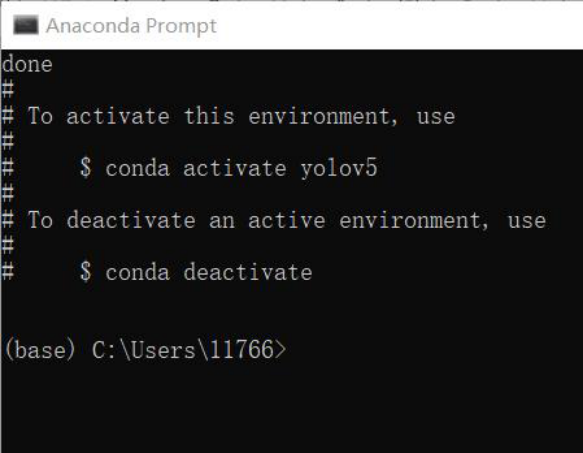 Anaconda Prompt
done
#
# To activate this environment, use
#
#     $ conda activate yolov5
#
# To deactivate an active environment, use
#
#     $ conda deactivate
(base) C:\Users\11766>